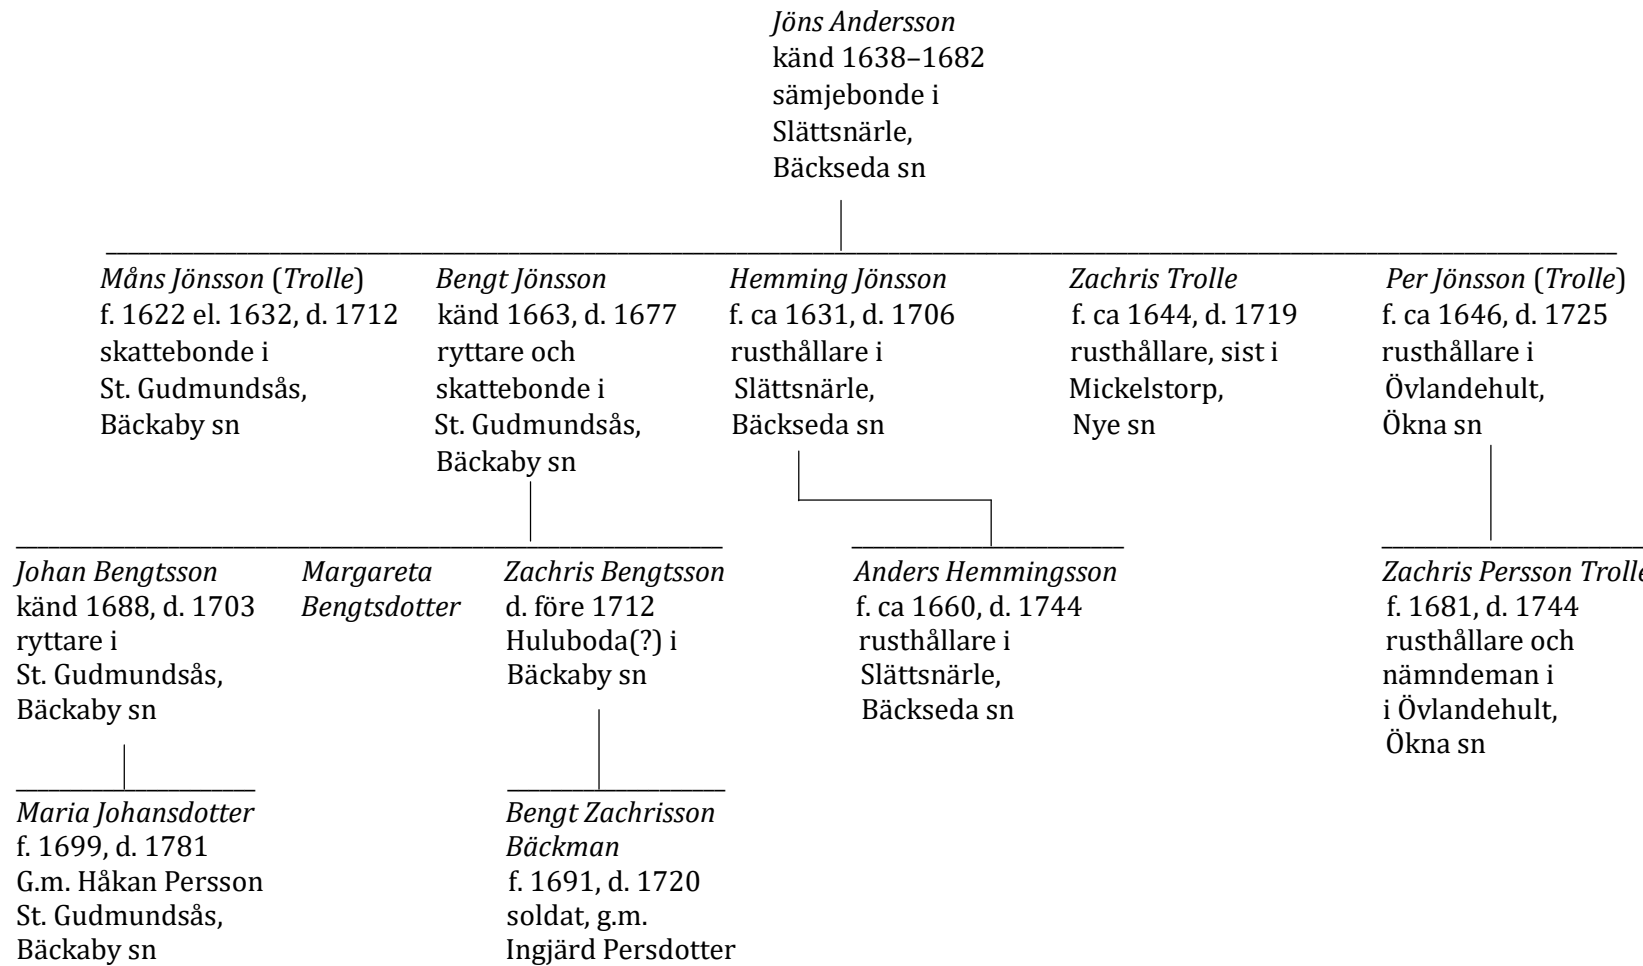 Jöns Andersson
känd 1638–1682
sämjebonde i
Slättsnärle,
Bäckseda sn
Måns Jönsson (Trolle)
f. 1622 el. 1632, d. 1712
skattebonde i
St. Gudmundsås,
Bäckaby sn
Bengt Jönsson
känd 1663, d. 1677
ryttare och
skattebonde i
St. Gudmundsås,
Bäckaby sn
Hemming Jönsson
f. ca 1631, d. 1706
rusthållare i
Slättsnärle,
Bäckseda sn
Zachris Trolle
f. ca 1644, d. 1719
rusthållare, sist i
Mickelstorp,
Nye sn
Per Jönsson (Trolle)
f. ca 1646, d. 1725
rusthållare i
Övlandehult,
Ökna sn
Johan Bengtsson
känd 1688, d. 1703
ryttare i
St. Gudmundsås,
Bäckaby sn
Margareta
Bengtsdotter
Zachris Bengtsson
d. före 1712
Huluboda(?) i
Bäckaby sn
Anders Hemmingsson
f. ca 1660, d. 1744
rusthållare i
Slättsnärle,
Bäckseda sn
Zachris Persson Trolle
f. 1681, d. 1744
rusthållare och
nämndeman i
i Övlandehult,
Ökna sn
Maria Johansdotter
f. 1699, d. 1781
G.m. Håkan Persson
St. Gudmundsås,
Bäckaby sn
Bengt Zachrisson
Bäckman
f. 1691, d. 1720
soldat, g.m.
Ingjärd Persdotter